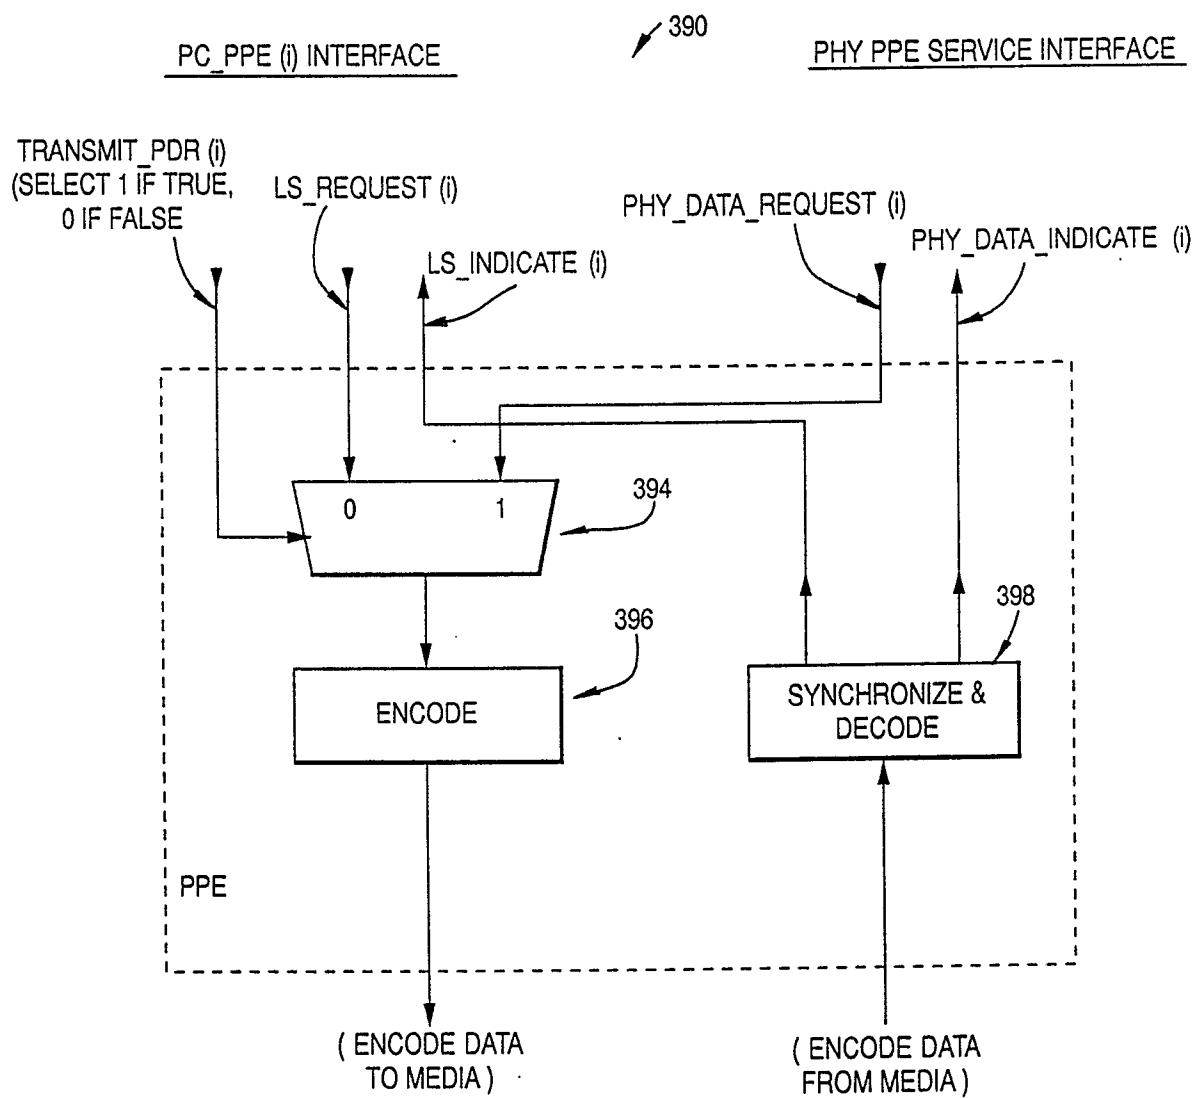 390
PC_PPE (i) INTERFACE
PHY PPE SERVICE INTERFACE
TRANSMIT_PDR (i)
(SELECT 1 IF TRUE,
0 IF FALSE
LS_REQUEST (i)
LS_INDICATE (i)
PHY_DATA_REQUEST (i)
PHY_DATA_INDICATE (i)
0
1
394
396
ENCODE
398
SYNCHRONIZE &
DECODE
PPE
( ENCODE DATA
TO MEDIA )
( ENCODE DATA
FROM MEDIA )